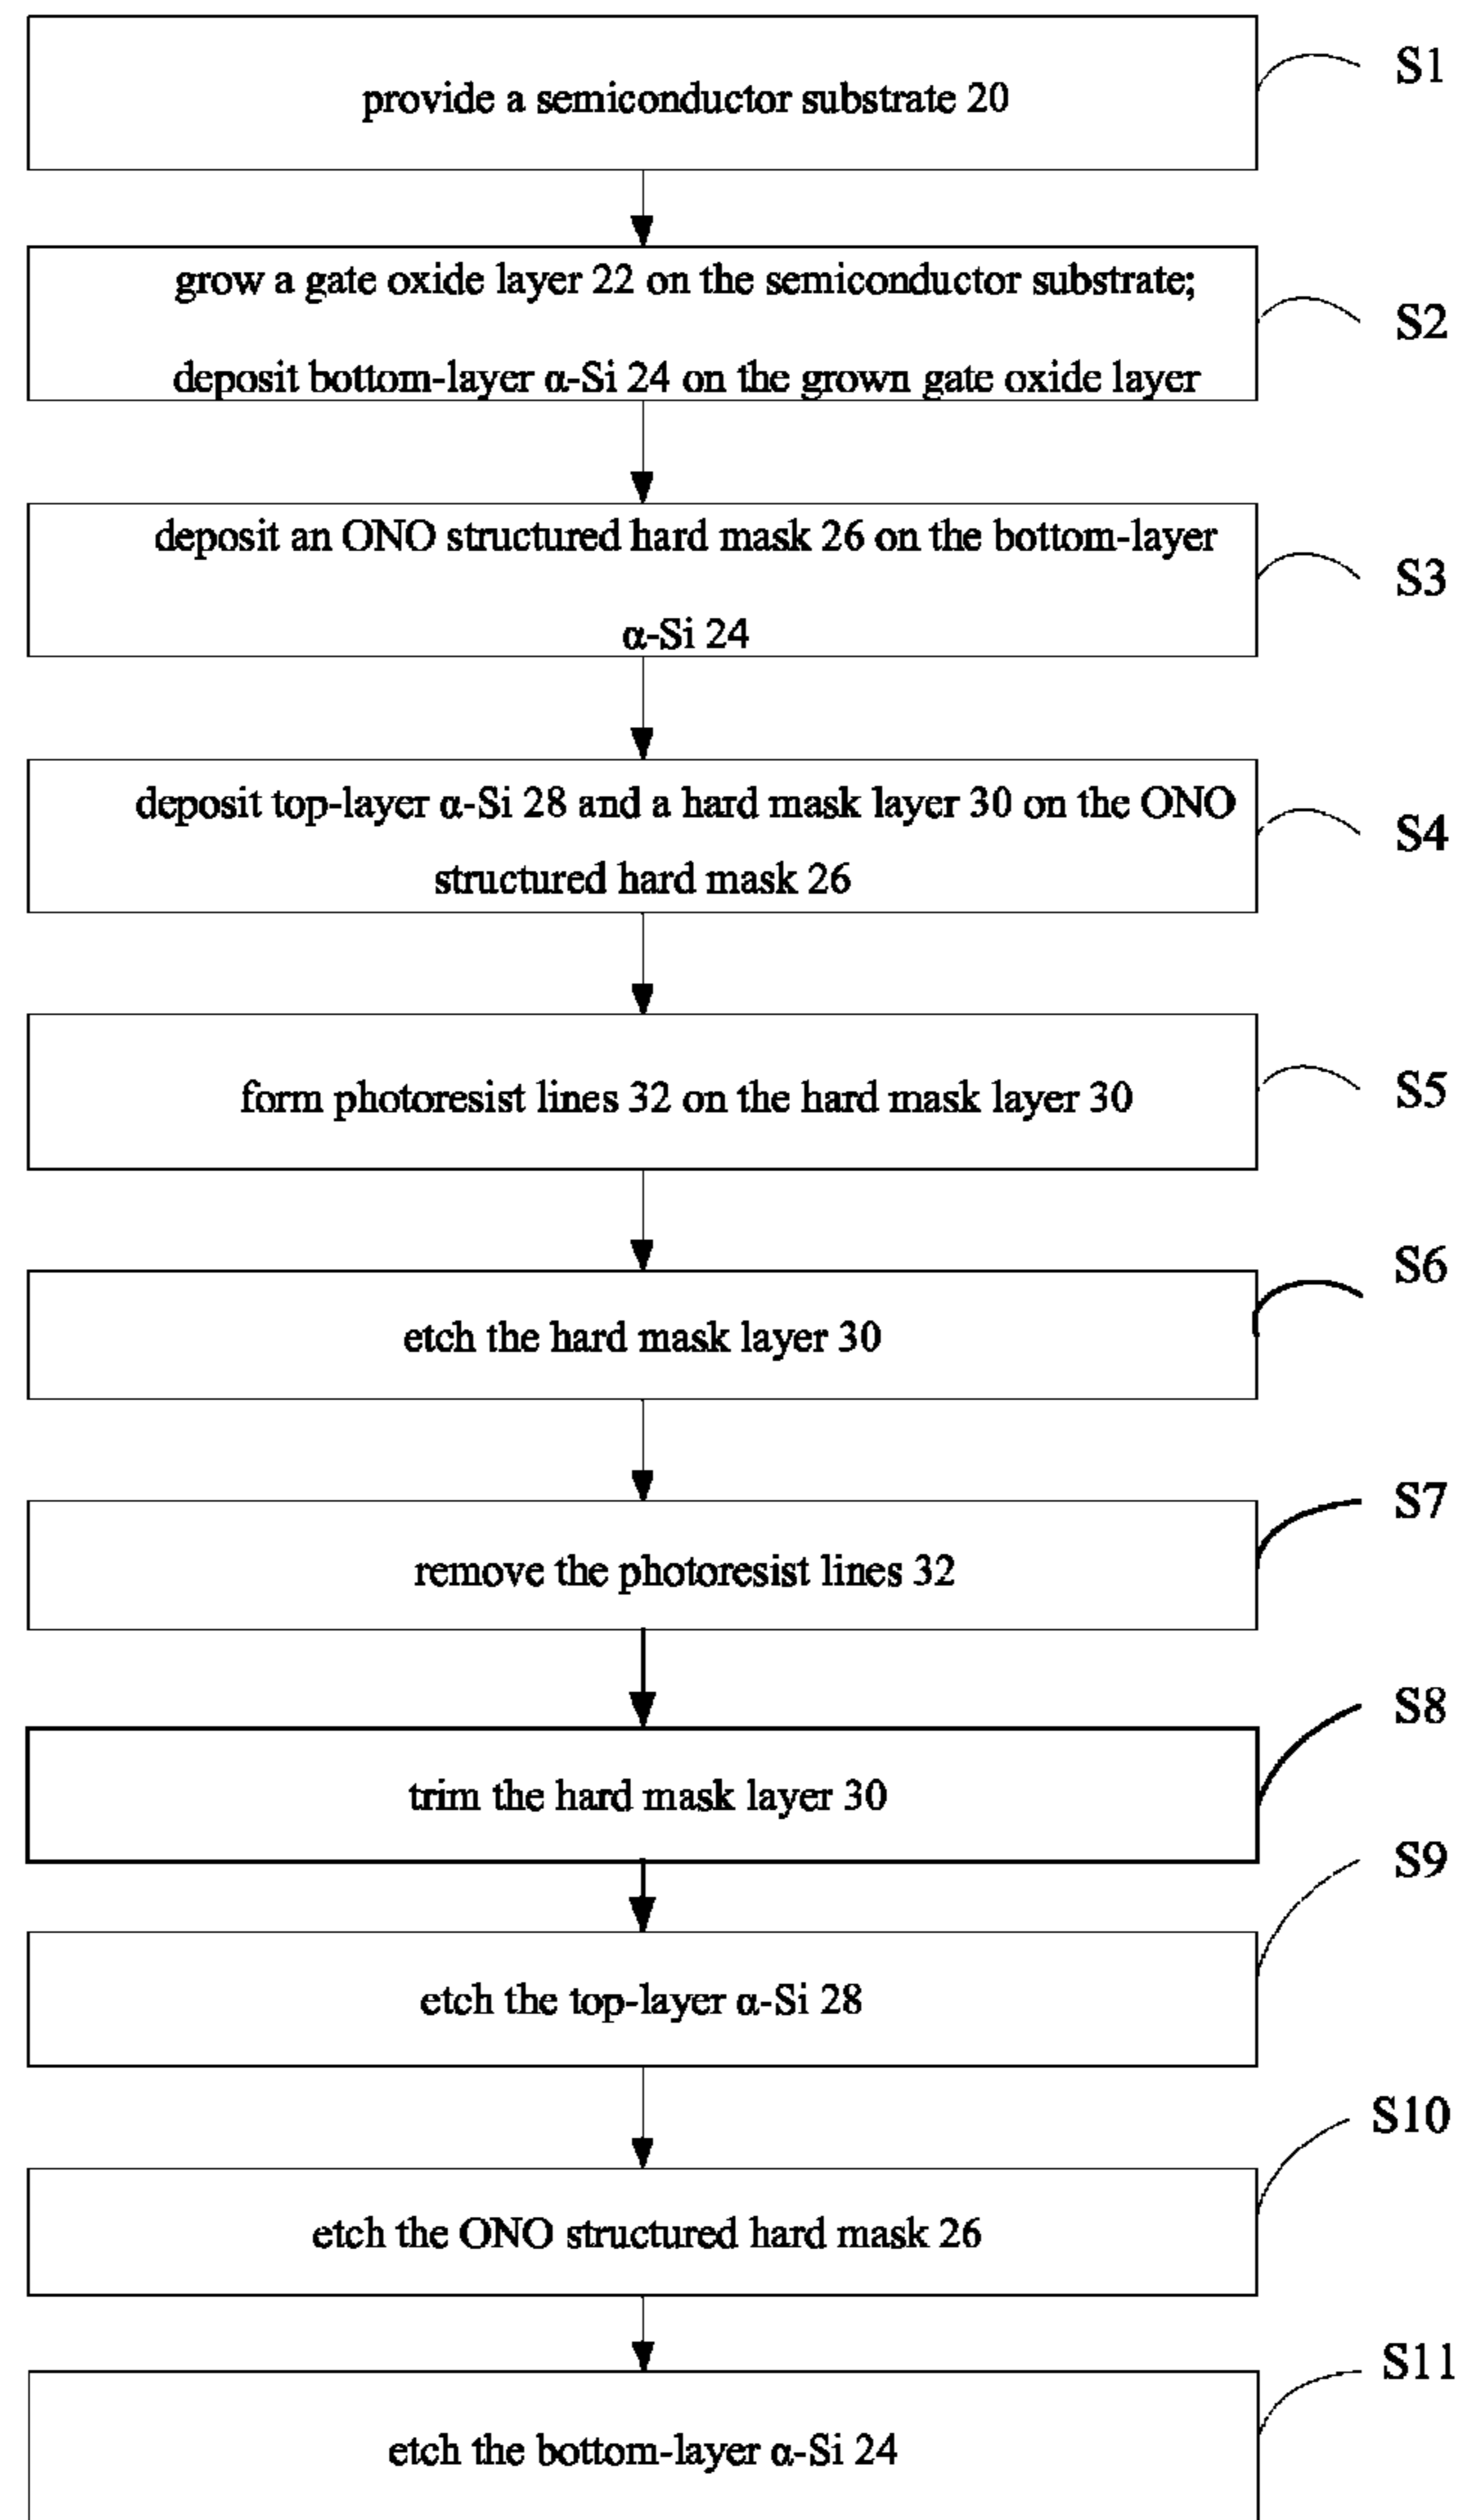 provide a semiconductor substrate 20
S1
grow a gate oxide layer 22 on the semiconductor substrate;
deposit bottom-layer α-Si 24 on the grown gate oxide layer
S2
deposit an ONO structured hard mask 26 on the bottom-layer
α-Si 24
S3
deposit top-layer α-Si 28 and a hard mask layer 30 on the ONO
structured hard mask 26
S4
form photoresist lines 32 on the hard mask layer 30
S5
etch the hard mask layer 30
S6
remove the photoresist lines 32
S7
trim the hard mask layer 30
S8
etch the top-layer α-Si 28
S9
etch the ONO structured hard mask 26
S10
etch the bottom-layer α-Si 24
S11